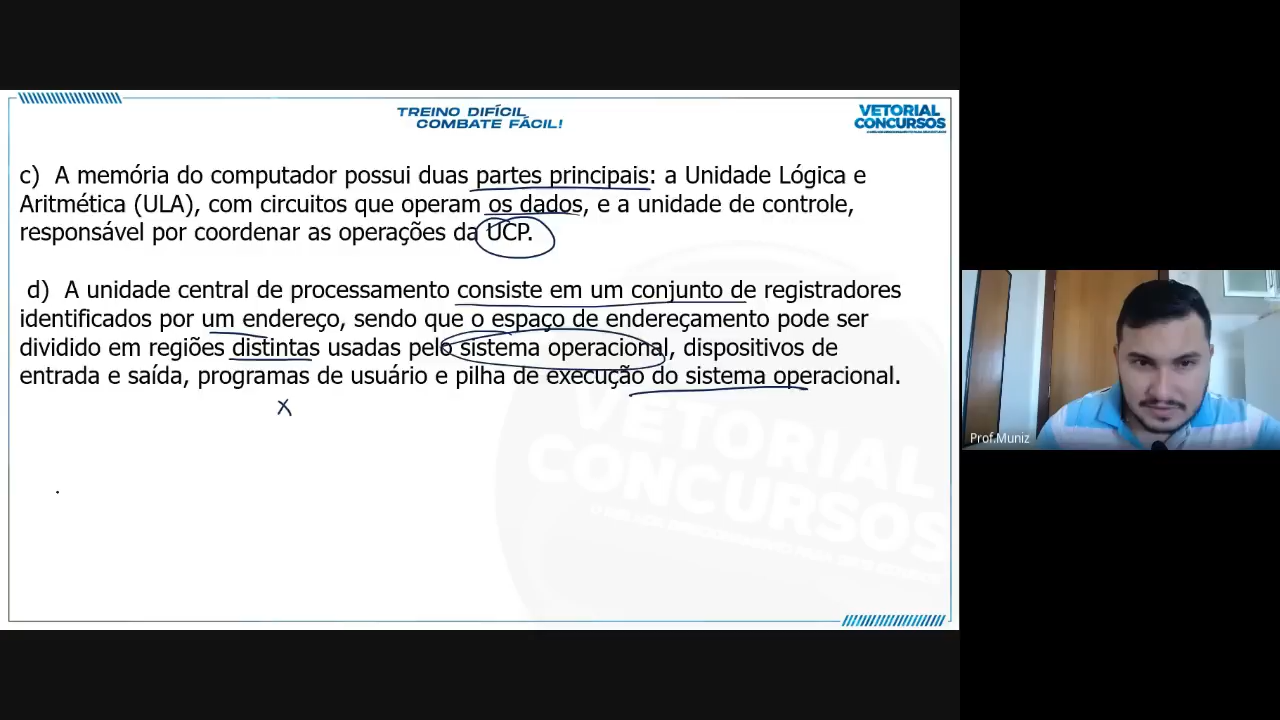 TREINO DIFÍCIL
COMBATE FÁCIL!
VETORIAL
CONCURSOS
c) A memória do computador possui duas partes principais: a Unidade Lógica e
Aritmética (ULA), com circuitos que operam os dados, e a unidade de controle,
responsável por coordenar as operações da UCP.
d) A unidade central de processamento consiste em um conjunto de registradores
identificados por um endereço, sendo que o espaço de endereçamento pode ser
dividido em regiões distintas usadas pelo sistema operacional, dispositivos de
entrada e saída, programas de usuário e pilha de execução do sistema operacional.
x
VETORIAL
CONCURSOS
Prof.Muniz